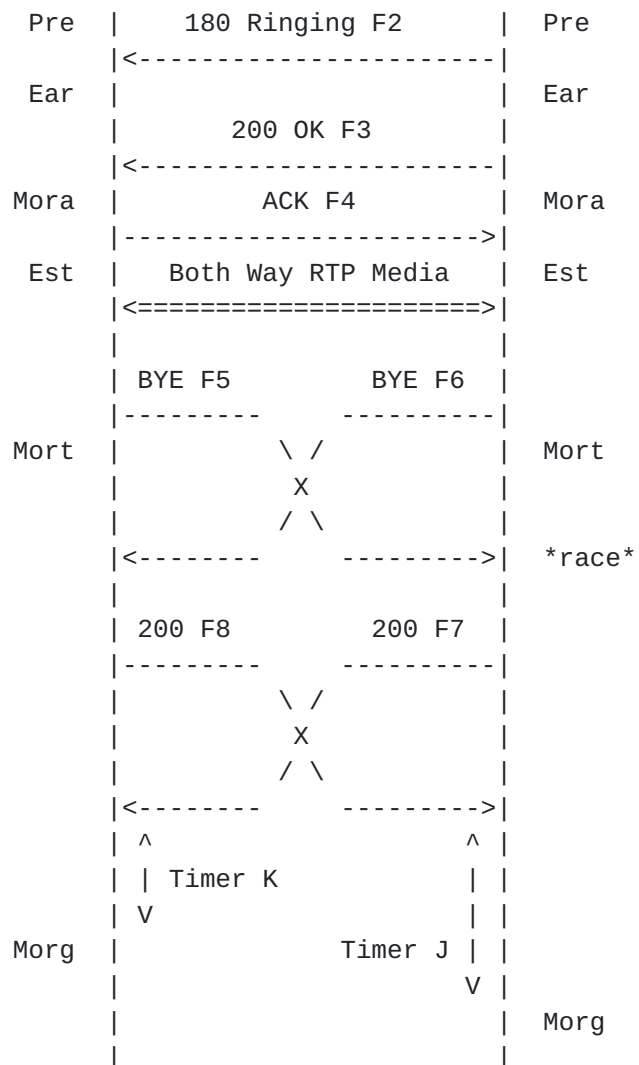 Pre  |    180 Ringing F2      |  Pre
      |<-----------------------|
 Ear  |                        |  Ear
      |       200 OK F3        |
      |<-----------------------|
Mora  |         ACK F4         |  Mora
      |----------------------->|
 Est  |   Both Way RTP Media   |  Est
      |<======================>|
      |                        |
      | BYE F5         BYE F6  |
      |---------     ----------|
Mort  |          \ /           |  Mort
      |           X            |
      |          / \           |
      |<--------     --------->|  *race*
      |                        |
      | 200 F8         200 F7  |
      |---------     ----------|
      |          \ /           |
      |           X            |
      |          / \           |
      |<--------     --------->|
      | ^                    ^ |
      | | Timer K            | |
      | V                    | |
Morg  |              Timer J | |
      |                      V |
      |                        |  Morg
      |                        |